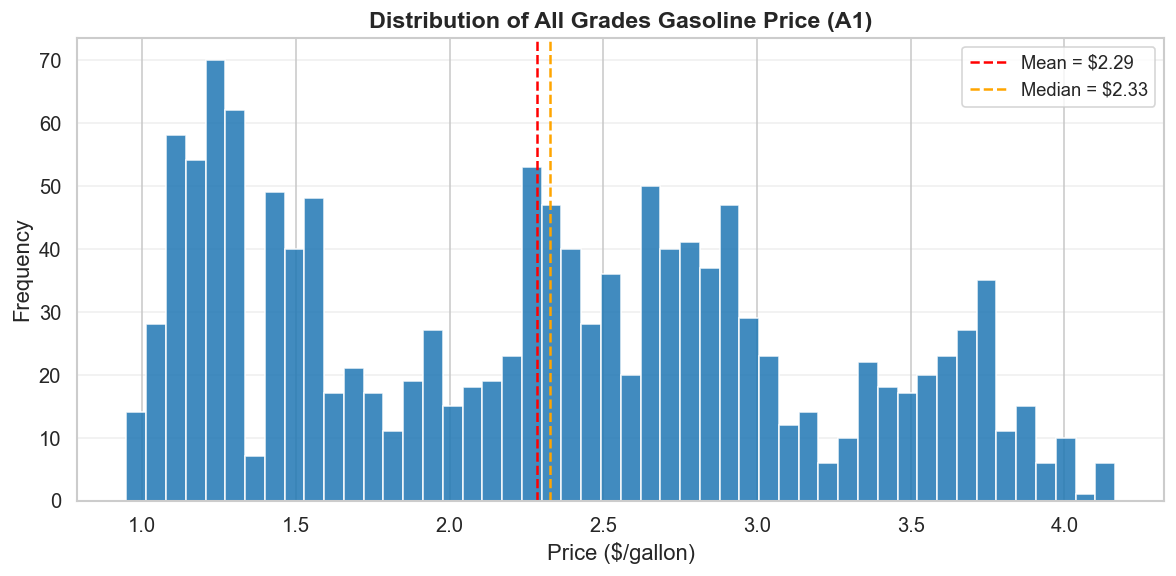 Distribution of All Grades Gasoline Price (A1)
Mean = $2.29
Median = $2.33
Frequency
70
60
50
40
30
20
10
0
1.0 1.5 2.0 2.5 3.0 3.5 4.0
Price ($/gallon)